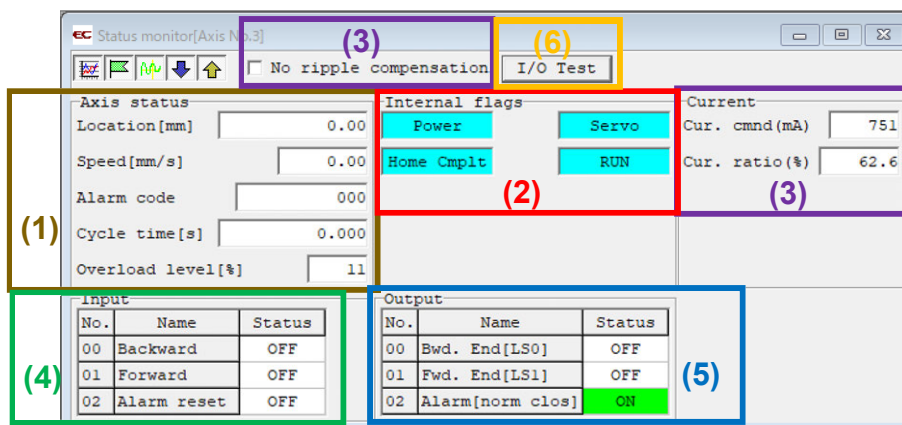 EC Status monitor[Axis No.3]
(3)
(6)
No ripple compensation
I/O Test
(1)
Axis status
Location[mm] 0.00
Speed[mm/s] 0.00
Alarm code 000
Cycle time[s] 0.000
Overload level[%] 11
Internal flags
Power Servo
Home Cmplt RUN
(2)
Current
Cur. cmnd(mA) 751
Cur. ratio(%) 62.6
(3)
(4)
Input
No. Name Status
00 Backward OFF
01 Forward OFF
02 Alarm reset OFF
Output
No. Name Status
00 Bwd. End[LS0] OFF
01 Fwd. End[LS1] OFF
02 Alarm[norm clos] ON
(5)